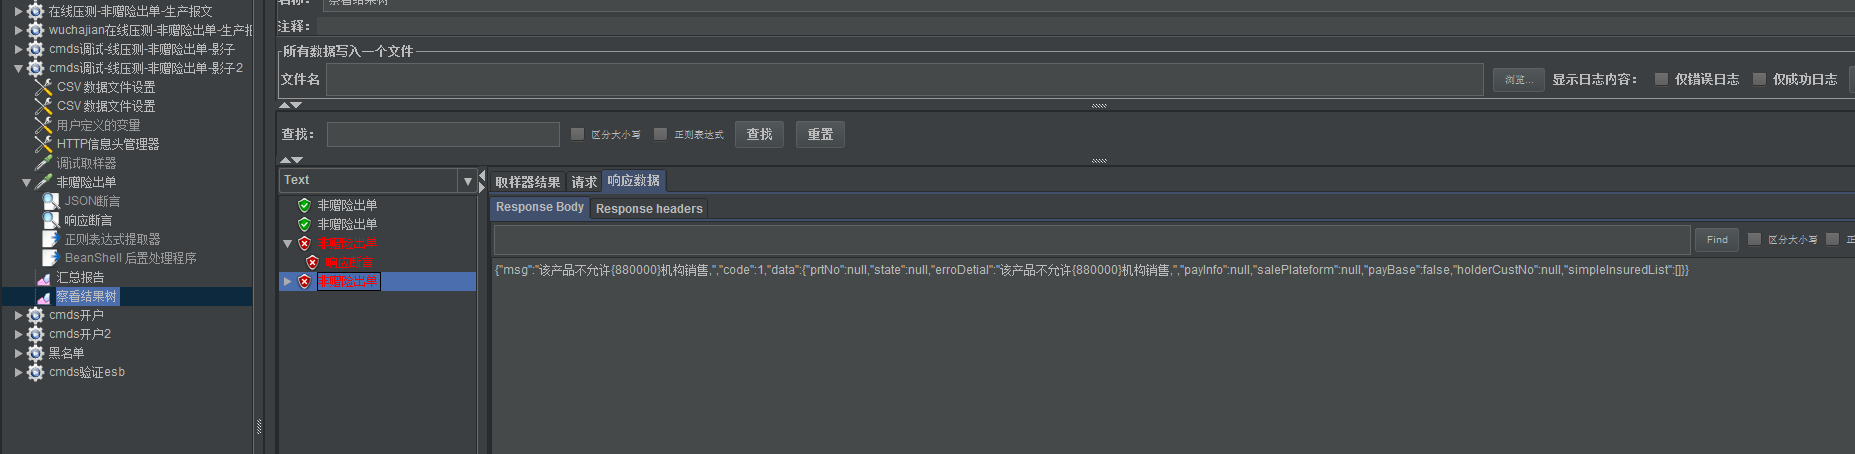 在线压测-非赠险出单-生产报文
wuchajian在线压测-非赠险出单-生产报
cmds调试-线压测-非赠险出单-影子
cmds调试-线压测-非赠险出单-影子2
CSV 数据文件设置
CSV 数据文件设置
用户定义的变量
HTTP信息头管理器
调试取样器
非赠险出单
JSON断言
响应断言
正则表达式提取器
BeanShell 后置处理程序
汇总报告
察看结果树
cmds开户
cmds开户2
黑名单
cmds验证esb
名称: 察看结果树
注释:
所有数据写入一个文件
文件名 浏览... 显示日志内容: 仅错误日志 仅成功日志
查找: 区分大小写 正则表达式 查找 重置
Text
非赠险出单
非赠险出单
非赠险出单
响应断言
非赠险出单
取样器结果 请求 响应数据
Response Body Response headers
Find 区分大小写 正
{"msg":"该产品不允许{880000}机构销售,","code":1,"data":{"prtNo":null,"state":null,"erroDetial":"该产品不允许{880000}机构销售,","payInfo":null,"salePlateform":null,"payBase":false,"holderCustNo":null,"simpleInsuredList":[]}}